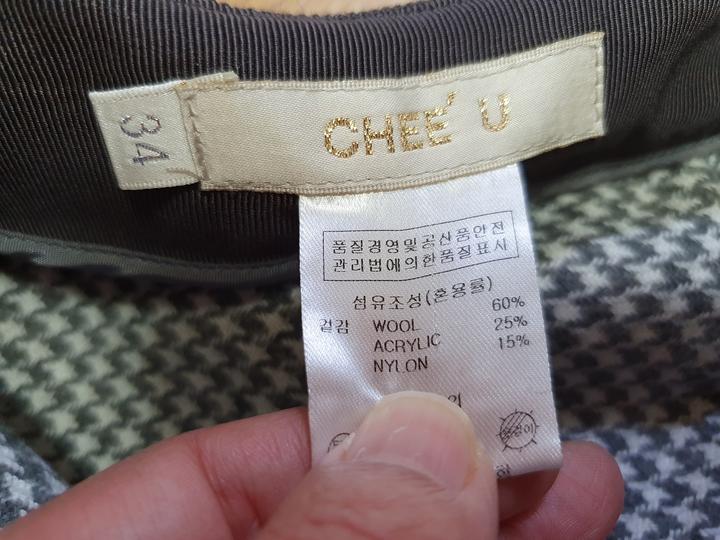 34
CHEE' U
품질경영및공산품안전
관리법에의한품질표시
섬유조성(혼용률)
겉감 WOOL 60%
ACRYLIC 25%
NYLON 15%